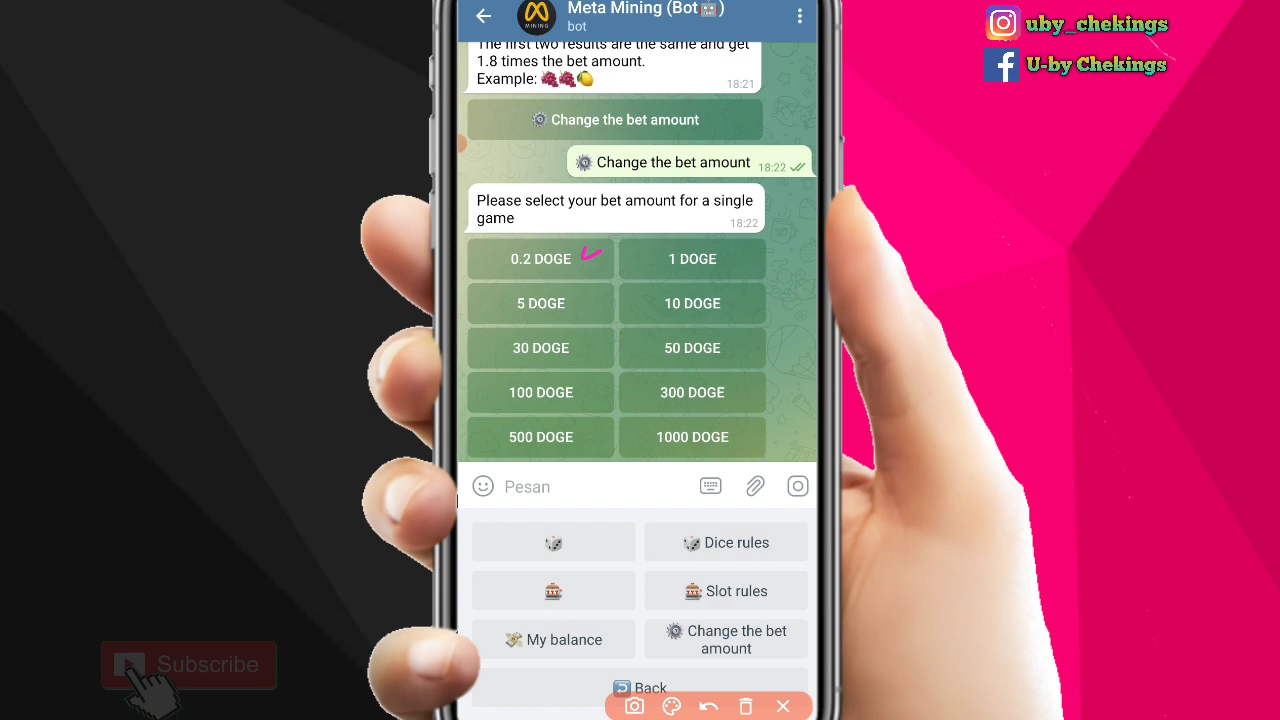 Meta Mining (Bot🤖)
bot
MINING
uby_chekings
U-by Chekings
The first two results are the same and get
1.8 times the bet amount.
Example: 🍇🍇🍋
18:21
⚙️ Change the bet amount
⚙️ Change the bet amount
18:22
Please select your bet amount for a single
game
18:22
0.2 DOGE
1 DOGE
5 DOGE
10 DOGE
30 DOGE
50 DOGE
100 DOGE
300 DOGE
500 DOGE
1000 DOGE
Pesan
🎲
🎲 Dice rules
🎰
🎰 Slot rules
💸 My balance
⚙️ Change the bet
amount
↩️ Back
Subscribe